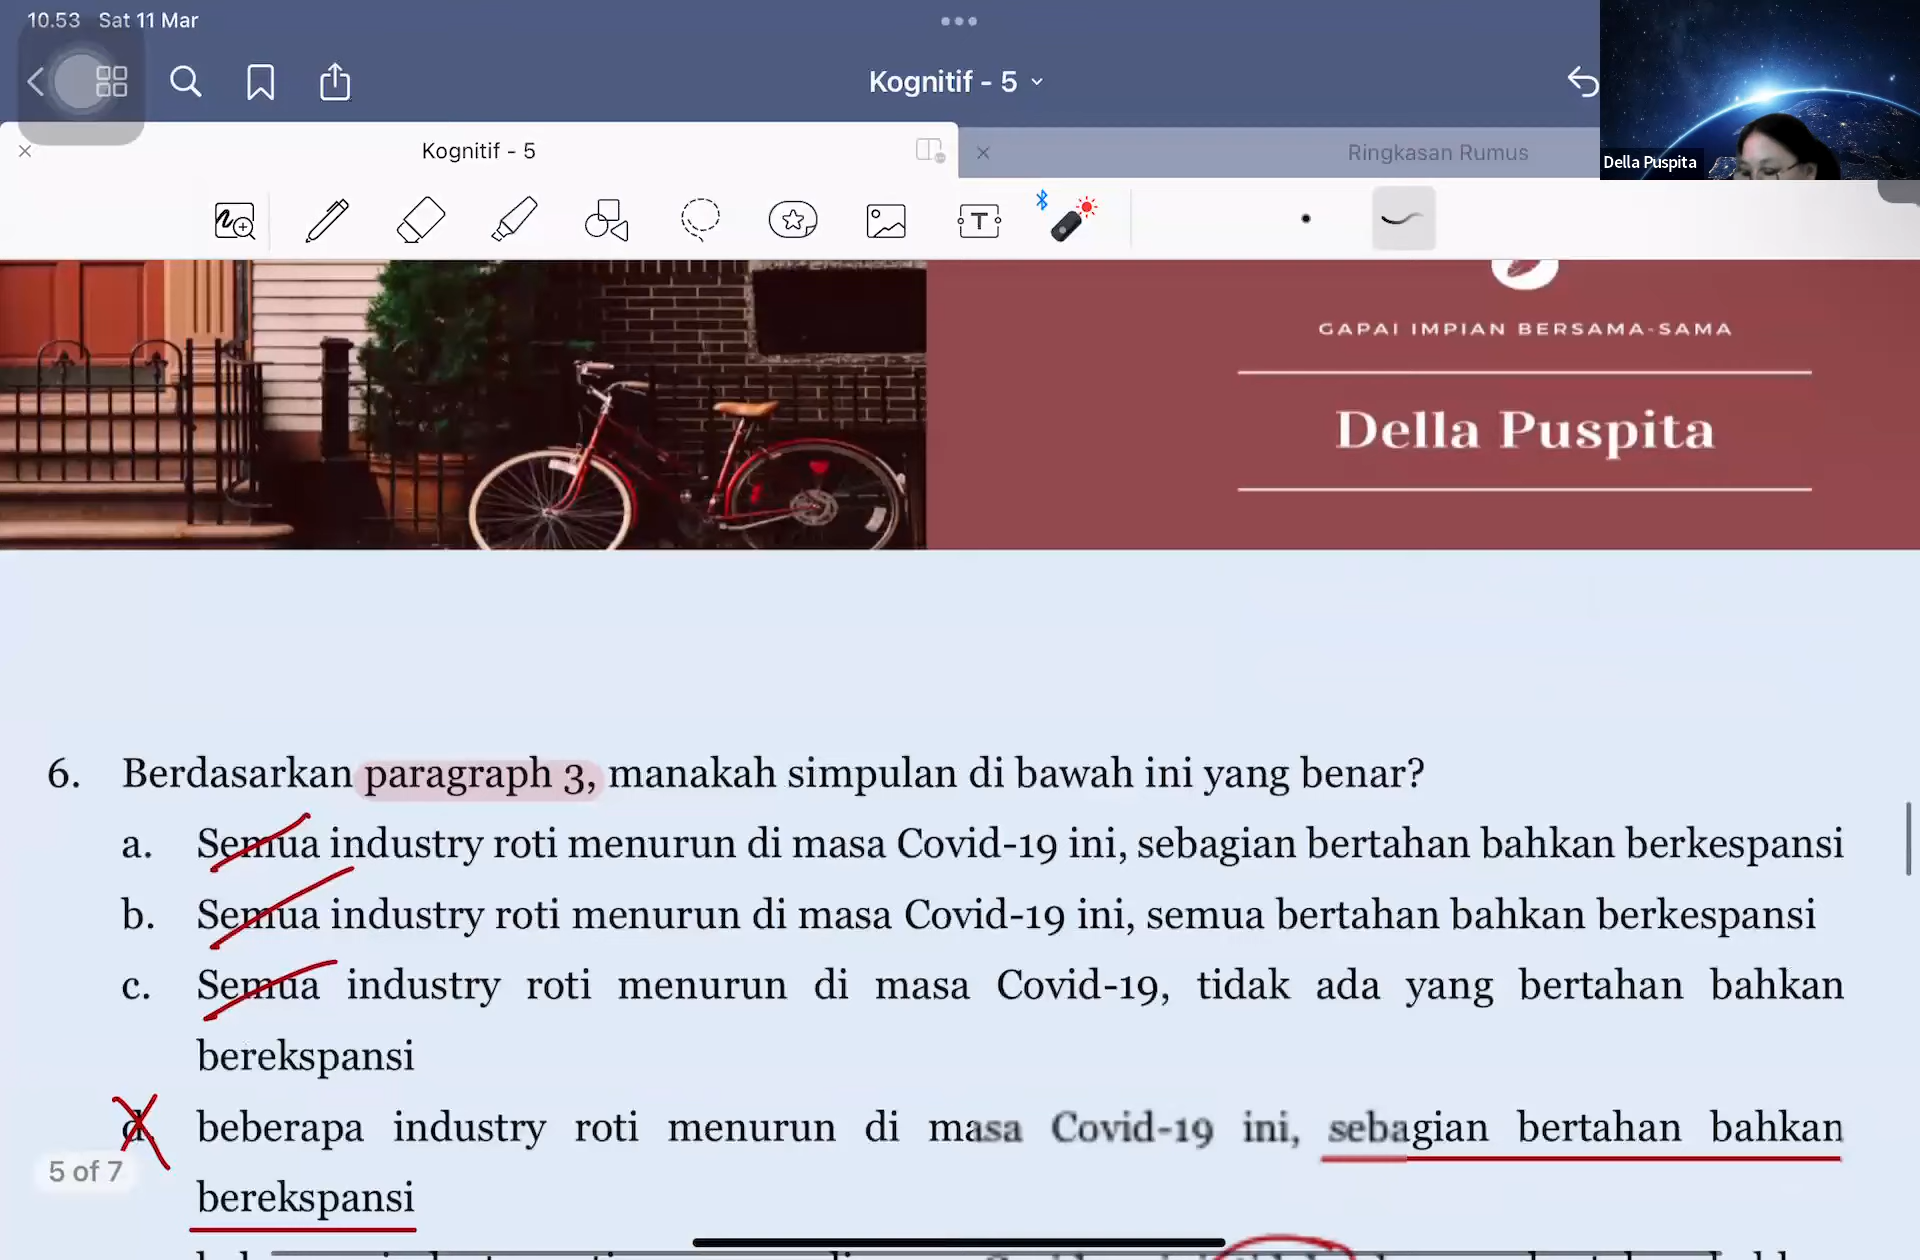 10.53 Sat 11 Mar
Kognitif - 5
Kognitif - 5
Ringkasan Rumus
Della Puspita
T
GAPAI IMPIAN BERSAMA-SAMA
Della Puspita
6. Berdasarkan paragraph 3, manakah simpulan di bawah ini yang benar?
a. Semua industry roti menurun di masa Covid-19 ini, sebagian bertahan bahkan berkespansi
b. Semua industry roti menurun di masa Covid-19 ini, semua bertahan bahkan berkespansi
c. Semua industry roti menurun di masa Covid-19, tidak ada yang bertahan bahkan
berekspansi
d. beberapa industry roti menurun di masa Covid-19 ini, sebagian bertahan bahkan
5 of 7
berekspansi